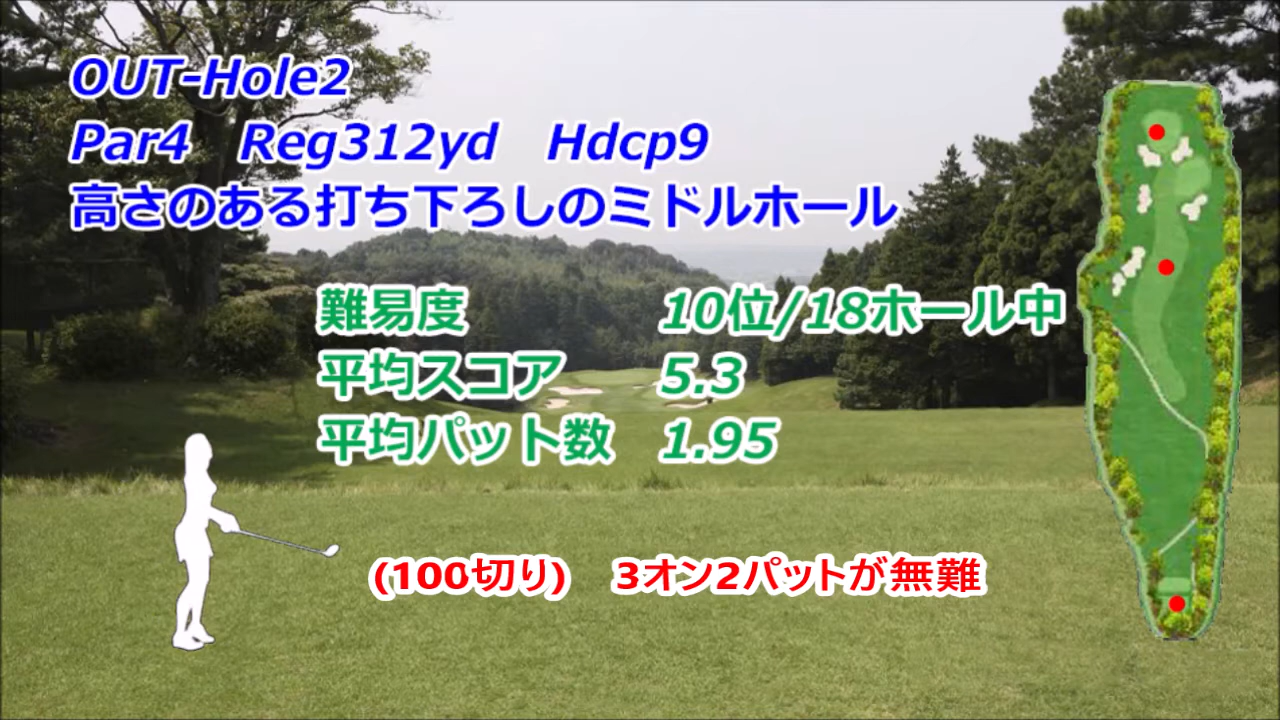 OUT-Hole2
Par4 Reg312yd Hdcp9
高さのある打ち下ろしのミドルホール
難易度 10位/18ホール中
平均スコア 5.3
平均パット数 1.95
(100切り) 3オン2パットが無難